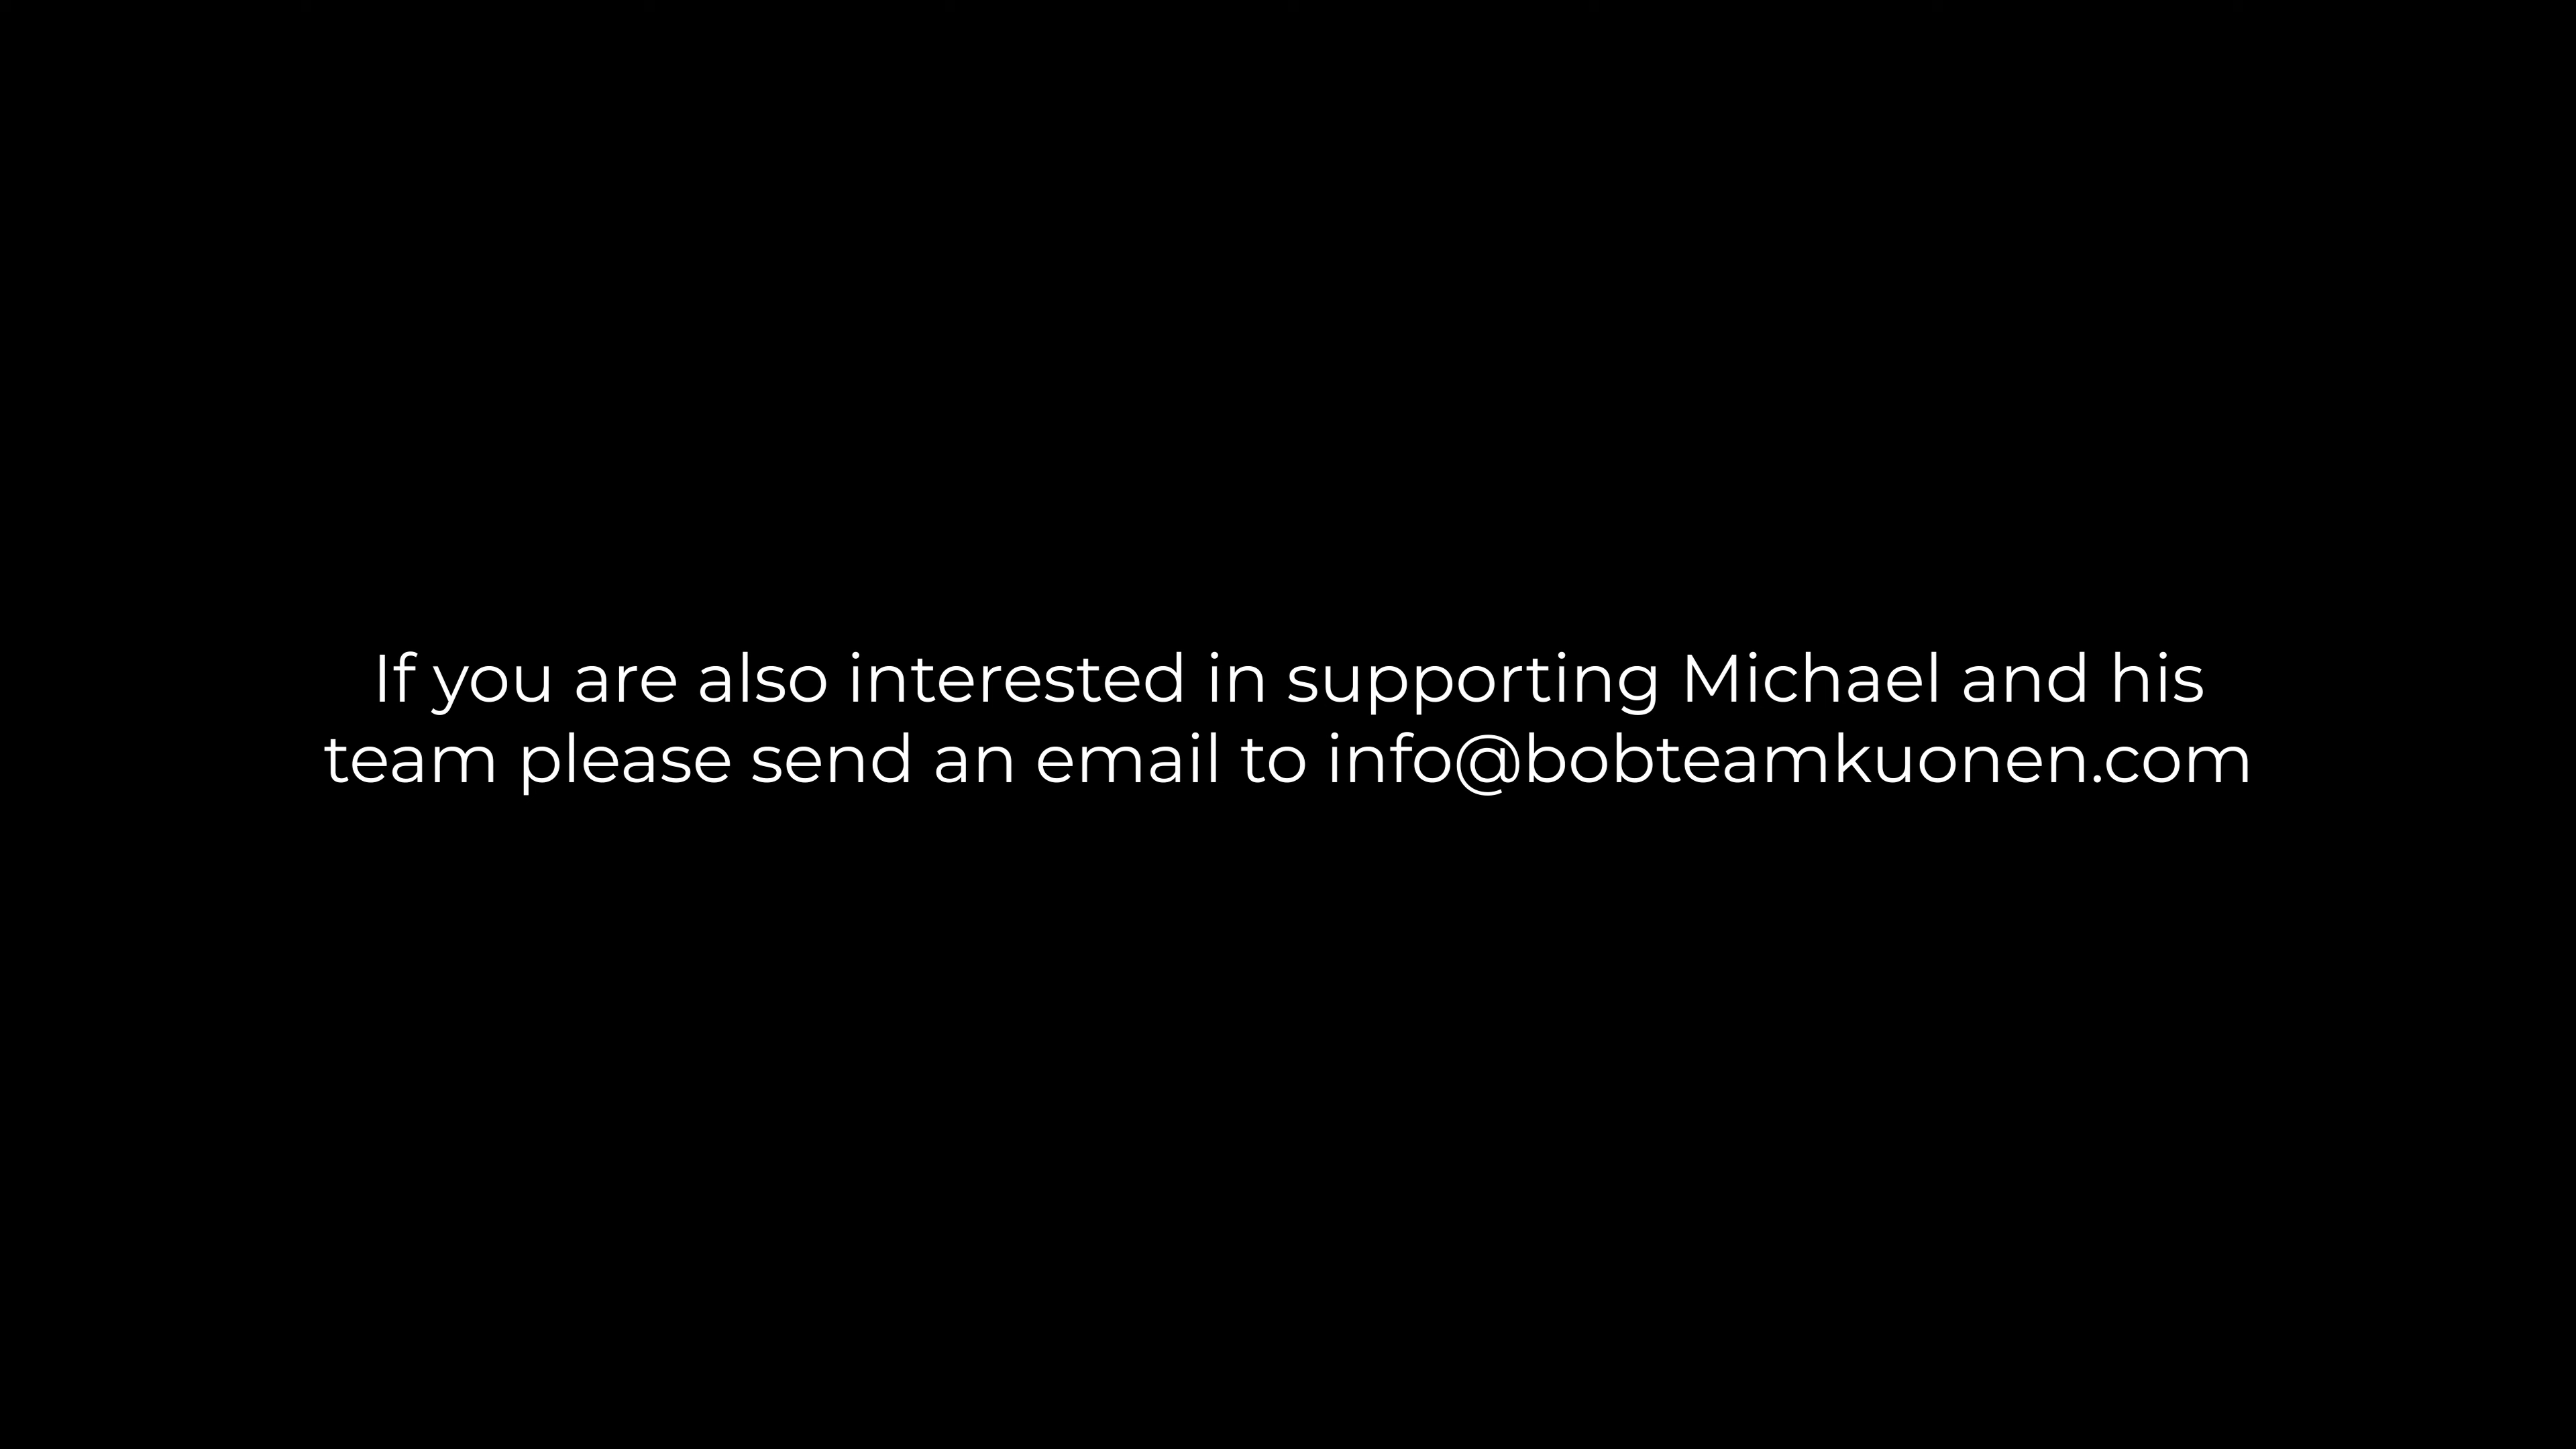 If you are also interested in supporting Michael and his
team please send an email to info@bobteamkuonen.com